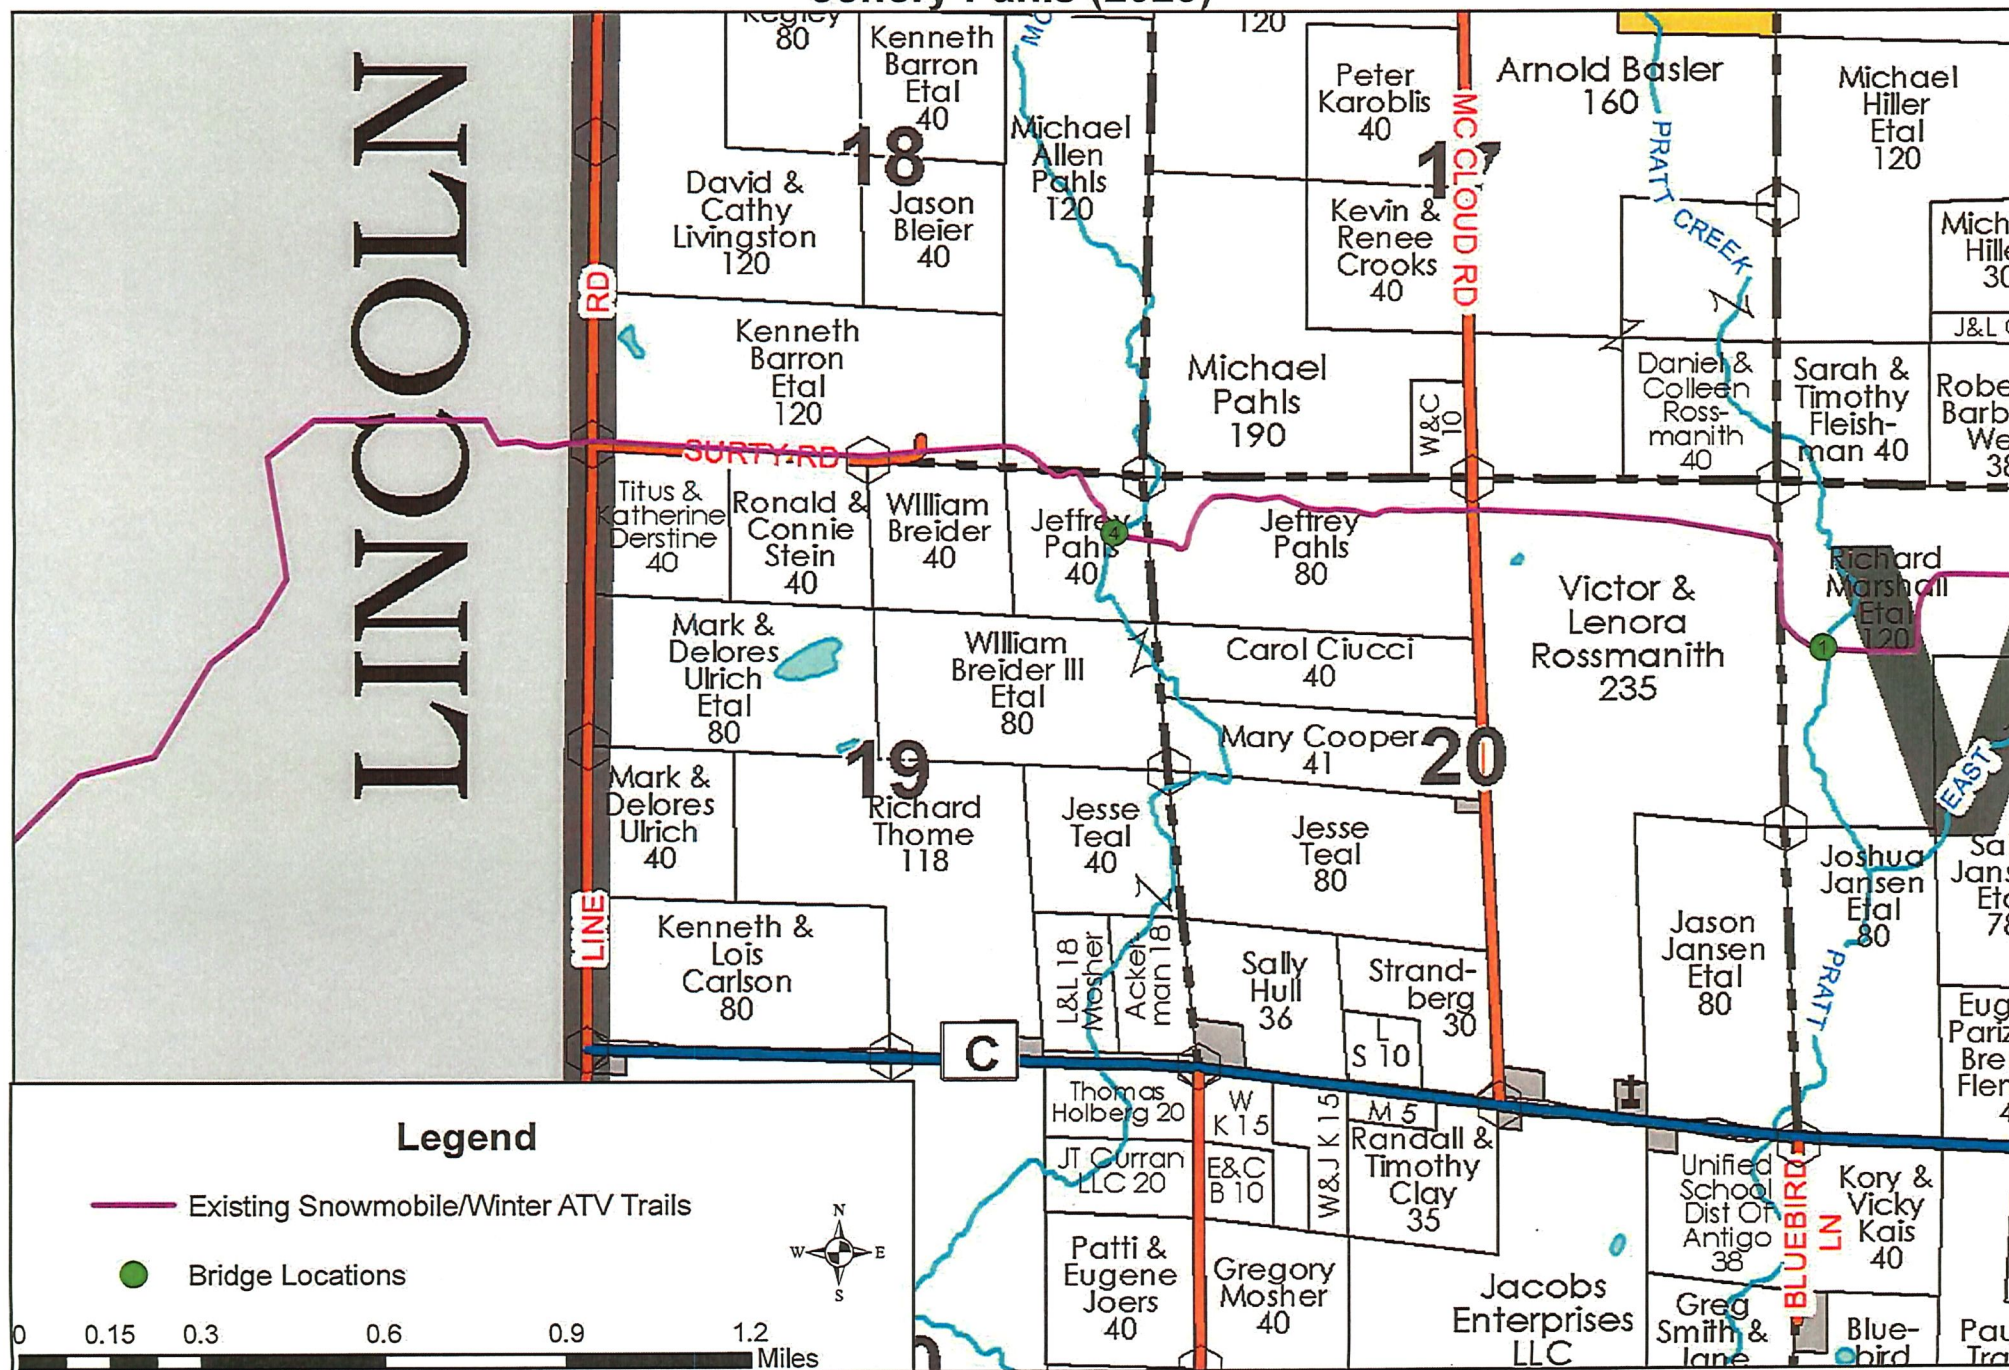 80
Kenneth
Barron
Etal
40
120
Peter
Karoblis
40
Arnold Basler
160
Michael
Hiller
Etal
120
LINCOLN
18
Michael
Allen
Pahls
120
MC CLOUD RD
PRATT CREEK
David &
Cathy
Livingston
120
Jason
Bleier
40
Kevin &
Renee
Crooks
40
30
J&L
RD
Kenneth
Barron
Etal
120
Michael
Pahls
190
W&C
10
Daniel &
Colleen
Ross-
manith
40
Sarah &
Timothy
Fleish-
man 40
SURTY RD
Titus &
Katherine
Derstine
40
Ronald &
Connie
Stein
40
William
Breider
40
Jeffrey
Pahls
40
4
Jeffrey
Pahls
80
Victor &
Lenora
Rossmanith
235
Richard
Marshall
Etal
120
1
Mark &
Delores
Ulrich
Etal
80
William
Breider III
Etal
80
Carol Ciucci
40
Mary Cooper
41
20
19
EAST
Mark &
Delores
Ulrich
40
Richard
Thome
118
Jesse
Teal
40
Jesse
Teal
80
Joshua
Jansen
Etal
80
LINE
Kenneth &
Lois
Carlson
80
L&L 18
Mosher
Acker-
man 18
Sally
Hull
36
Strand-
berg
30
L
S 10
Jason
Jansen
Etal
80
PRATT
C
Thomas
Holberg 20
W
K 15
W&J K 15
M 5
Randall &
Timothy
Clay
35
JT Curran
LLC 20
E&C
B 10
Unified
School
Dist Of
Antigo
38
BLUEBIRD
LN
Kory &
Vicky
Kais
40
Patti &
Eugene
Joers
40
Gregory
Mosher
40
Jacobs
Enterprises
LLC
Greg
Smith &
Jane
Blue-
bird
Legend
Existing Snowmobile/Winter ATV Trails
Bridge Locations
N
W E
S
0 0.15 0.3 0.6 0.9 1.2
Miles